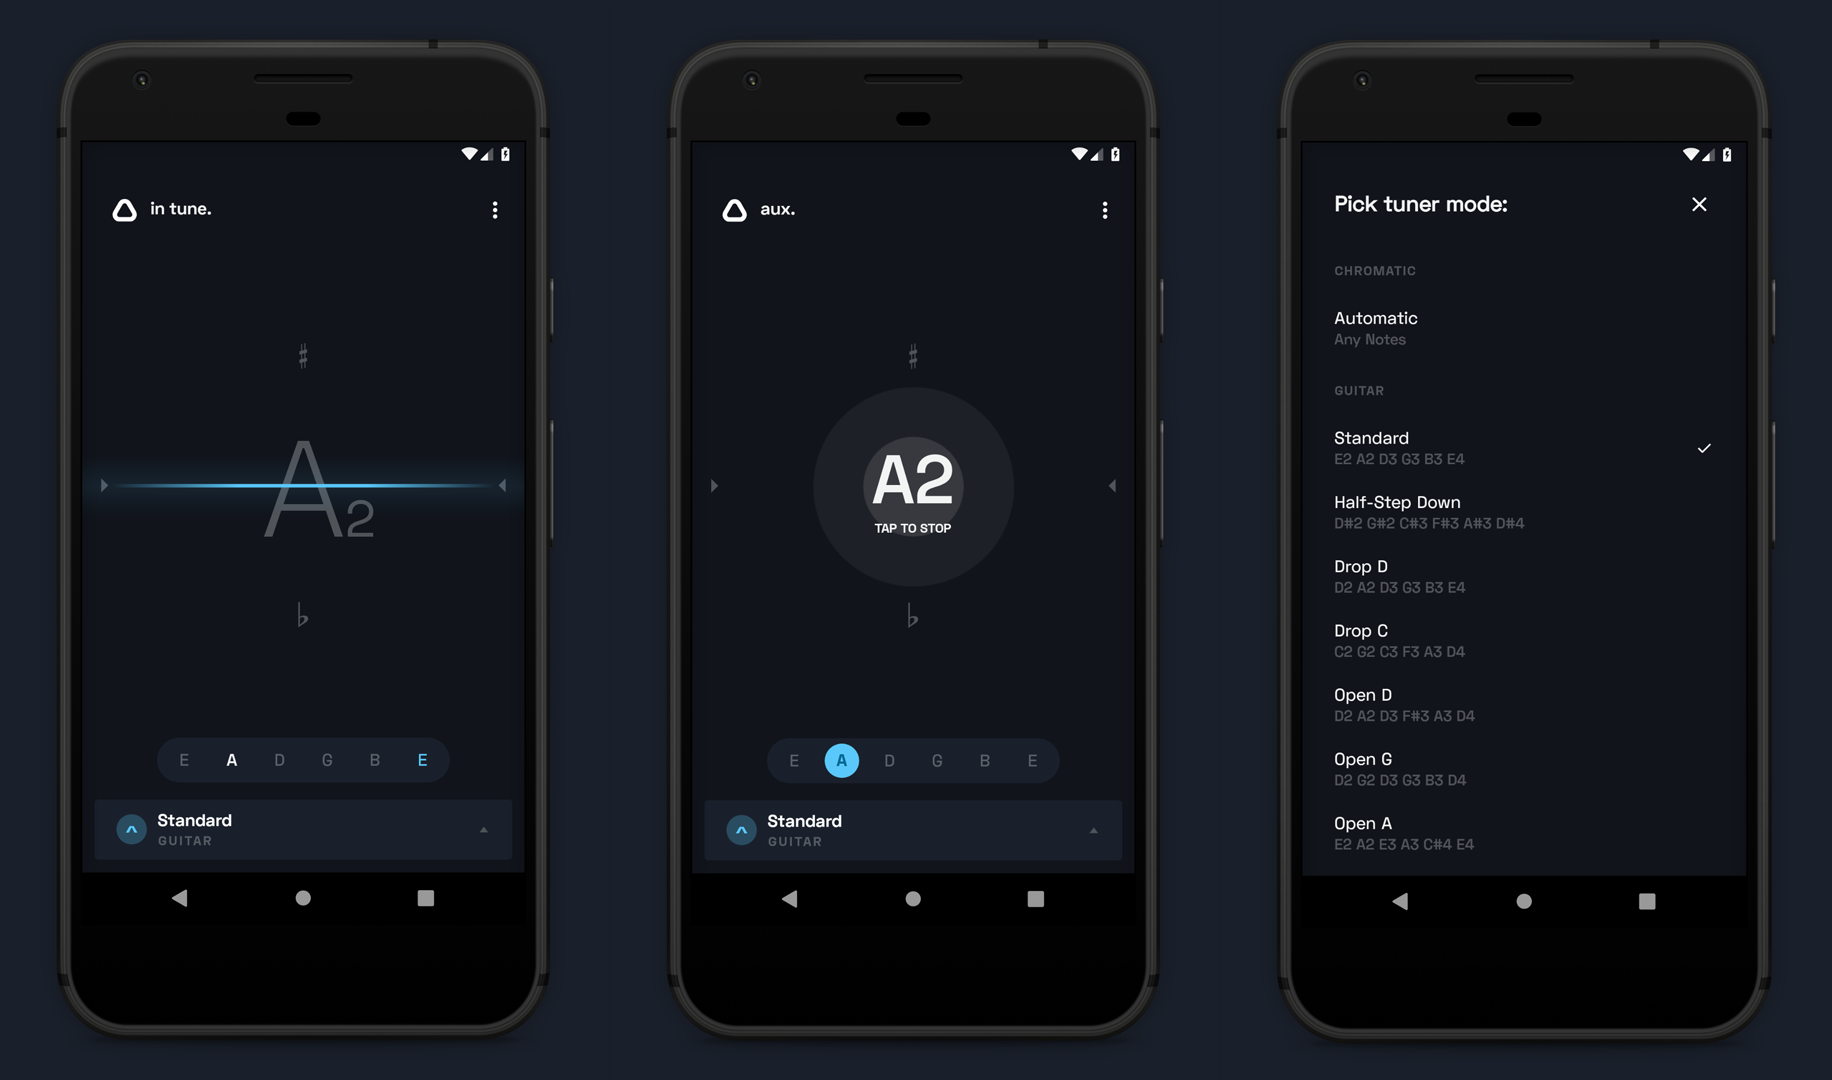 in tune.
♯
A2
♭
E A D G B E
Standard
GUITAR
aux.
♯
A2
TAP TO STOP
♭
E A D G B E
Standard
GUITAR
Pick tuner mode:
CHROMATIC
Automatic
Any Notes
GUITAR
Standard
E2 A2 D3 G3 B3 E4
Half-Step Down
D#2 G#2 C#3 F#3 A#3 D#4
Drop D
D2 A2 D3 G3 B3 E4
Drop C
C2 G2 C3 F3 A3 D4
Open D
D2 A2 D3 F#3 A3 D4
Open G
D2 G2 D3 G3 B3 D4
Open A
E2 A2 E3 A3 C#4 E4